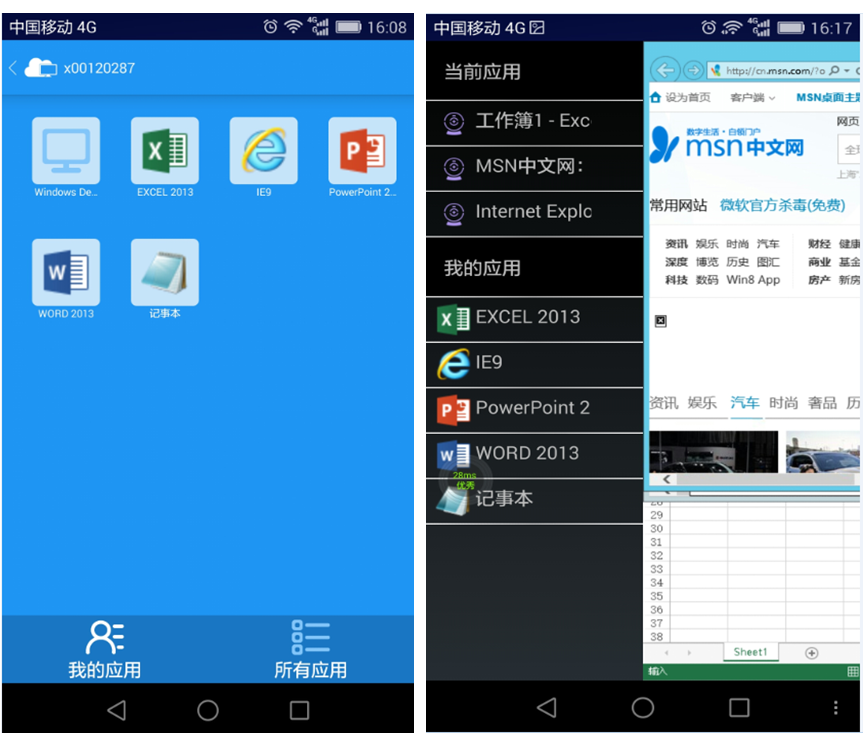 中国移动 4G
4G
16:08
x00120287
Windows De...
EXCEL 2013
IE9
PowerPoint 2...
WORD 2013
记事本
我的应用
所有应用
中国移动 4G
4G
16:17
当前应用
工作簿1 - Exc
MSN中文网:
Internet Explo
我的应用
EXCEL 2013
IE9
PowerPoint 2
WORD 2013
28ms
优秀
记事本
http://cn.msn.com/?o
设为首页 客户端 MSN桌面主
数字生活·白领门户
msn中文网
网页
上海
常用网站 微软官方杀毒(免费)
资讯 娱乐 时尚 汽车 财经 健康
深度 博览 历史 图汇 商业 基金
科技 数码 Win8 App 房产 新房
资讯 娱乐 汽车 时尚 奢品 历
29
30
31
32
33
34
35
36
37
38
Sheet1
输入